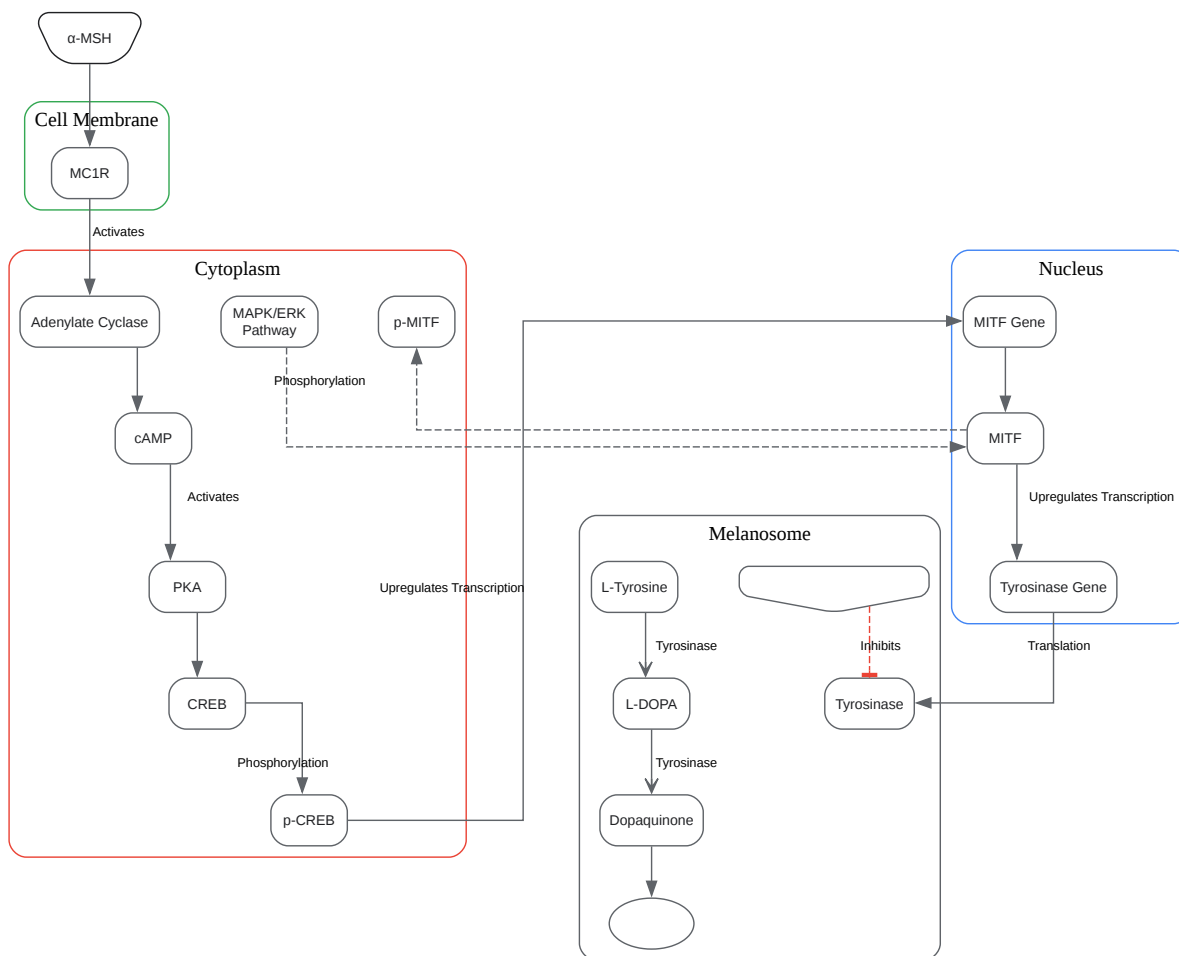 α-MSH
Cell Membrane
MC1R
Activates
Cytoplasm
Nucleus
Adenylate Cyclase
MAPK/ERK
Pathway
p-MITF
MITF Gene
Phosphorylation
cAMP
MITF
Activates
Upregulates Transcription
Melanosome
PKA
Upregulates Transcription
L-Tyrosine
Tyrosinase Gene
Tyrosinase
Inhibits
Translation
CREB
L-DOPA
Tyrosinase
Phosphorylation
Tyrosinase
p-CREB
Dopaquinone